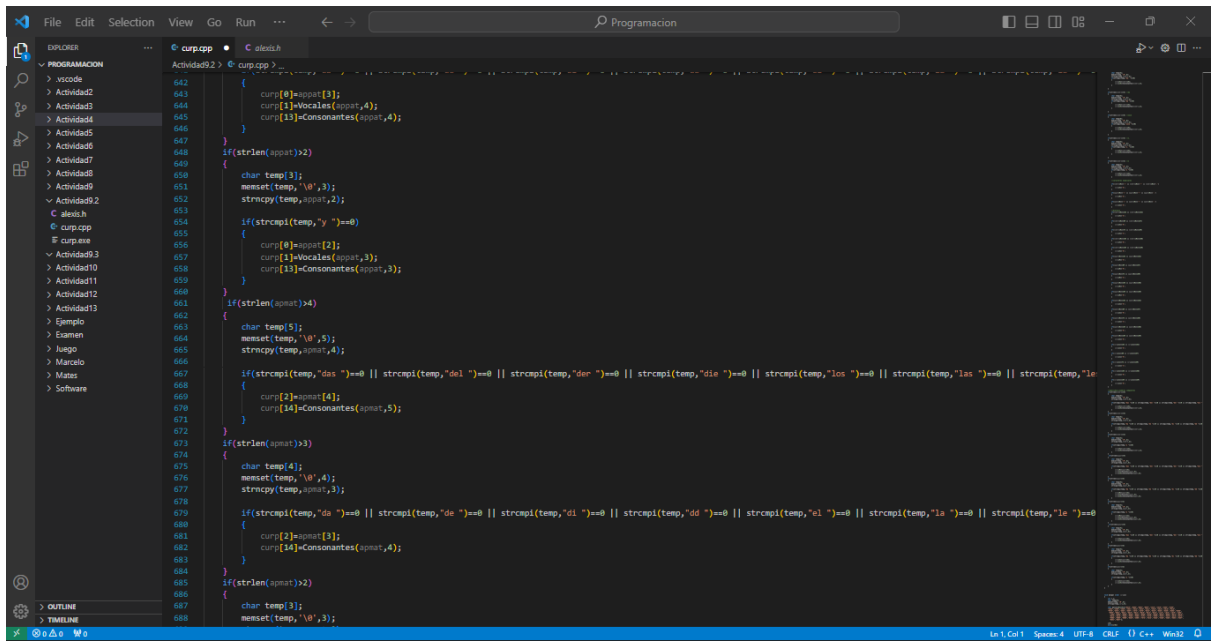 File Edit Selection View Go Run ··· ← → Programacion
EXPLORER ···
PROGRAMACION
> .vscode
> Actividad2
> Actividad3
> Actividad4
> Actividad5
> Actividad6
> Actividad7
> Actividad8
> Actividad9
Actividad9.2
C alexis.h
curp.cpp
curp.exe
Actividad9.3
> Actividad10
> Actividad11
> Actividad12
> Actividad13
> Ejemplo
> Examen
> Juego
> Marcelo
> Mates
> Software
> OUTLINE
> TIMELINE
curp.cpp ● C alexis.h
Actividad9.2 > curp.cpp > ...
642 {
643 curp[0]=appat[3];
644 curp[1]=Vocales(appat,4);
645 curp[13]=Consonantes(appat,4);
646 }
647 }
648 if(strlen(appat)>2)
649 {
650 char temp[3];
651 memset(temp,'\0',3);
652 strncpy(temp,appat,2);
653
654 if(strcmpi(temp,"y ")==0)
655 {
656 curp[0]=appat[2];
657 curp[1]=Vocales(appat,3);
658 curp[13]=Consonantes(appat,3);
659 }
660 }
661 if(strlen(apmat)>4)
662 {
663 char temp[5];
664 memset(temp,'\0',5);
665 strncpy(temp,apmat,4);
666
667 if(strcmpi(temp,"das ")==0 || strcmpi(temp,"del ")==0 || strcmpi(temp,"der ")==0 || strcmpi(temp,"die ")==0 || strcmpi(temp,"los ")==0 || strcmpi(temp,"las ")==0 || strcmpi(temp,"le
668 {
669 curp[2]=apmat[4];
670 curp[14]=Consonantes(apmat,5);
671 }
672 }
673 if(strlen(apmat)>3)
674 {
675 char temp[4];
676 memset(temp,'\0',4);
677 strncpy(temp,apmat,3);
678
679 if(strcmpi(temp,"da ")==0 || strcmpi(temp,"de ")==0 || strcmpi(temp,"di ")==0 || strcmpi(temp,"dd ")==0 || strcmpi(temp,"el ")==0 || strcmpi(temp,"la ")==0 || strcmpi(temp,"le ")==0
680 {
681 curp[2]=apmat[3];
682 curp[14]=Consonantes(apmat,4);
683 }
684 }
685 if(strlen(apmat)>2)
686 {
687 char temp[3];
688 memset(temp,'\0',3);
0 0 0 Ln 1, Col 1 Spaces: 4 UTF-8 CRLF {} C++ Win32